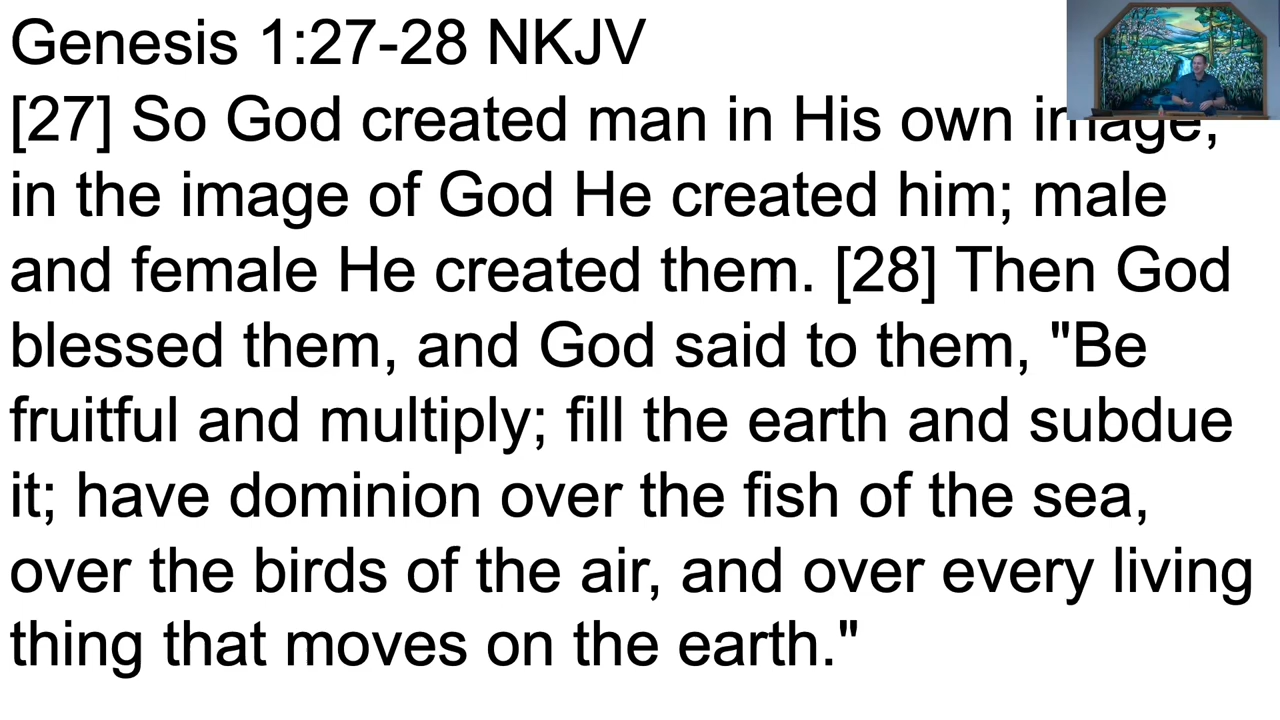 Genesis 1:27-28 NKJV
[27] So God created man in His own image,
in the image of God He created him; male
and female He created them. [28] Then God
blessed them, and God said to them, "Be
fruitful and multiply; fill the earth and subdue
it; have dominion over the fish of the sea,
over the birds of the air, and over every living
thing that moves on the earth."